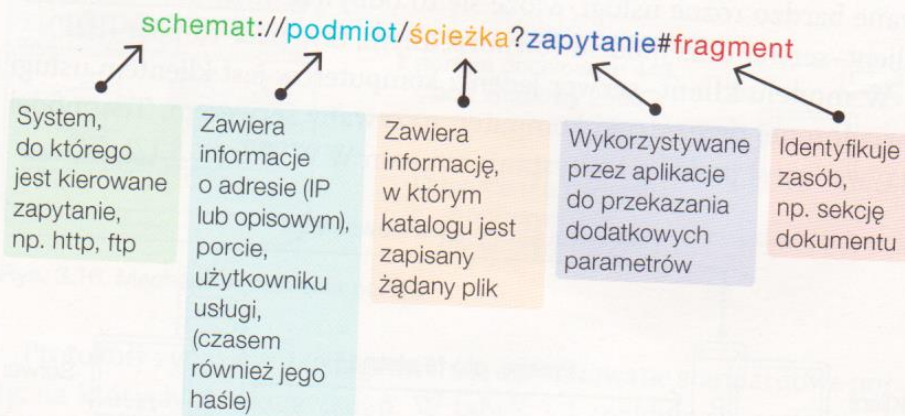 schemat://podmiot/ścieżka?zapytanie#fragment
System,
do którego
jest kierowane
zapytanie,
np. http, ftp
Zawiera
informacje
o adresie (IP
lub opisowym),
porcie,
użytkowniku
usługi,
(czasem
również jego
haśle)
Zawiera
informację,
w którym
katalogu jest
zapisany
żądany plik
Wykorzystywane
przez aplikacje
do przekazania
dodatkowych
parametrów
Identyfikuje
zasób,
np. sekcję
dokumentu